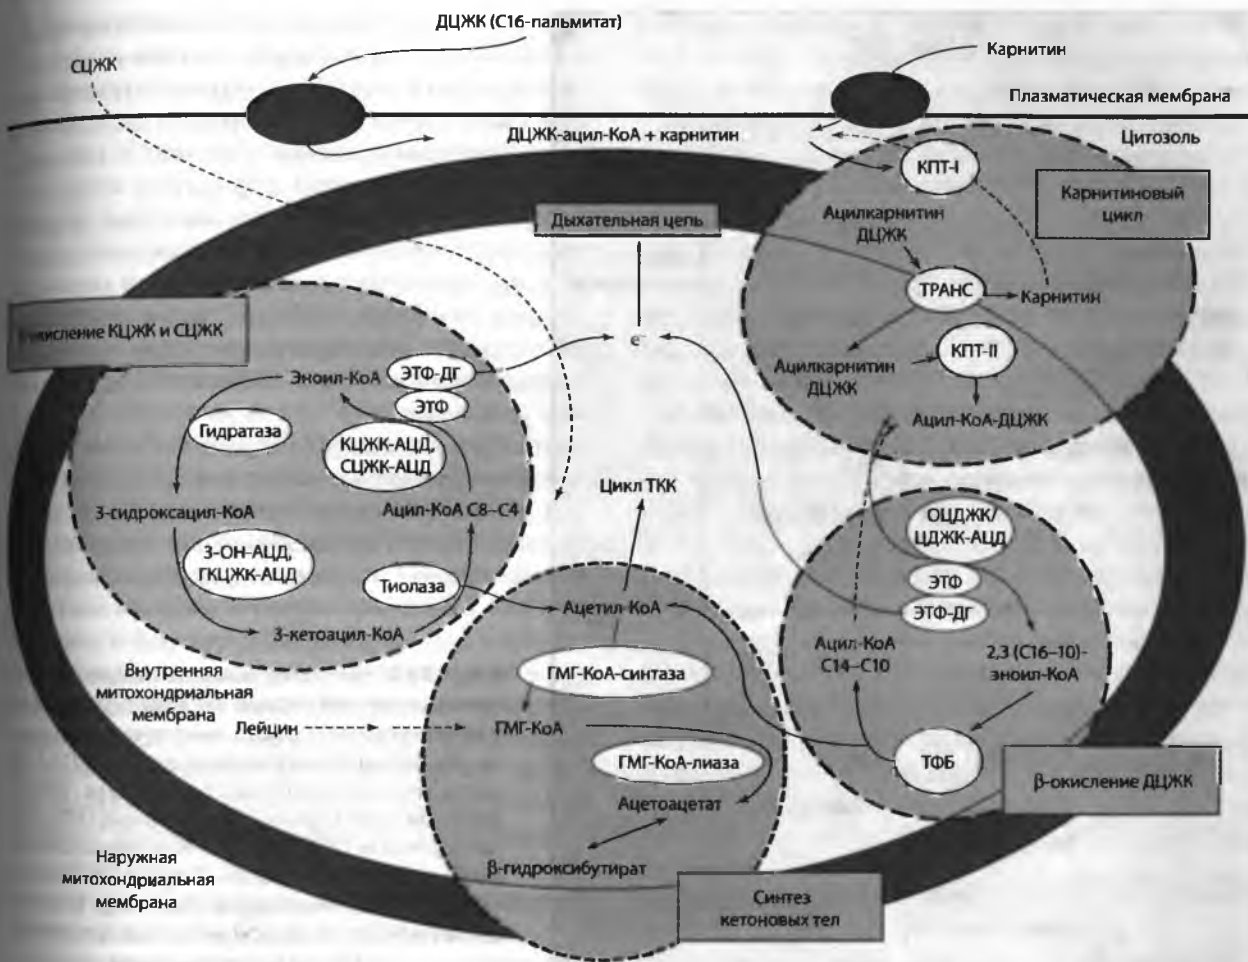 ДЦЖК (С16-пальмитат)
СЦЖК
Карнитин
Плазматическая мембрана
ДЦЖК-ацил-КоА + карнитин
Цитозоль
КПТ-I
Карнитиновый
цикл
Ацилкарнитин
ДЦЖК
Дыхательная цепь
ТРАНС
Карнитин
КЦЖК и СЦЖК
e⁻
КПТ-II
Ацилкарнитин
ДЦЖК
Эноил-КоА
ЭТФ-ДГ
ЭТФ
Ацил-КоА-ДЦЖК
Гидратаза
КЦЖК-АЦД,
СЦЖК-АЦД
Цикл ТКК
3-сидроксацил-КоА
Ацил-КоА С8–С4
ОЦДЖК/
ЦДЖК-АЦД
3-ОН-АЦД,
ГКЦЖК-АЦД
Тиолаза
ЭТФ
ЭТФ-ДГ
Ацетил-КоА
3-кетоацил-КоА
Ацил-КоА
С14–С10
2,3 (С16–10)-
эноил-КоА
Внутренняя
митохондриальная
мембрана
ГМГ-КоА-синтаза
Лейцин
ГМГ-КоА
ГМГ-КоА-лиаза
ТФБ
β-окисление ДЦЖК
Ацетоацетат
β-гидроксибутират
Наружная
митохондриальная
мембрана
Синтез
кетоновых тел